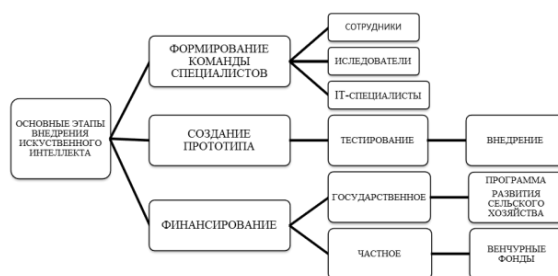 ОСНОВНЫЕ ЭТАПЫ
ВНЕДРЕНИЯ
ИСКУСТВЕННОГО
ИНТЕЛЛЕКТА
ФОРМИРОВАНИЕ
КОМАНДЫ
СПЕЦИАЛИСТОВ
СОТРУДНИКИ
ИСЛЕДОВАТЕЛИ
IT-СПЕЦИАЛИСТЫ
СОЗДАНИЕ
ПРОТОТИПА
ТЕСТИРОВАНИЕ
ВНЕДРЕНИЕ
ФИНАНСИРОВАНИЕ
ГОСУДАРСТВЕННОЕ
ПРОГРАММА
РАЗВИТИЯ
СЕЛЬСКОГО
ХОЗЯЙСТВА
ЧАСТНОЕ
ВЕНЧУРНЫЕ
ФОНДЫ